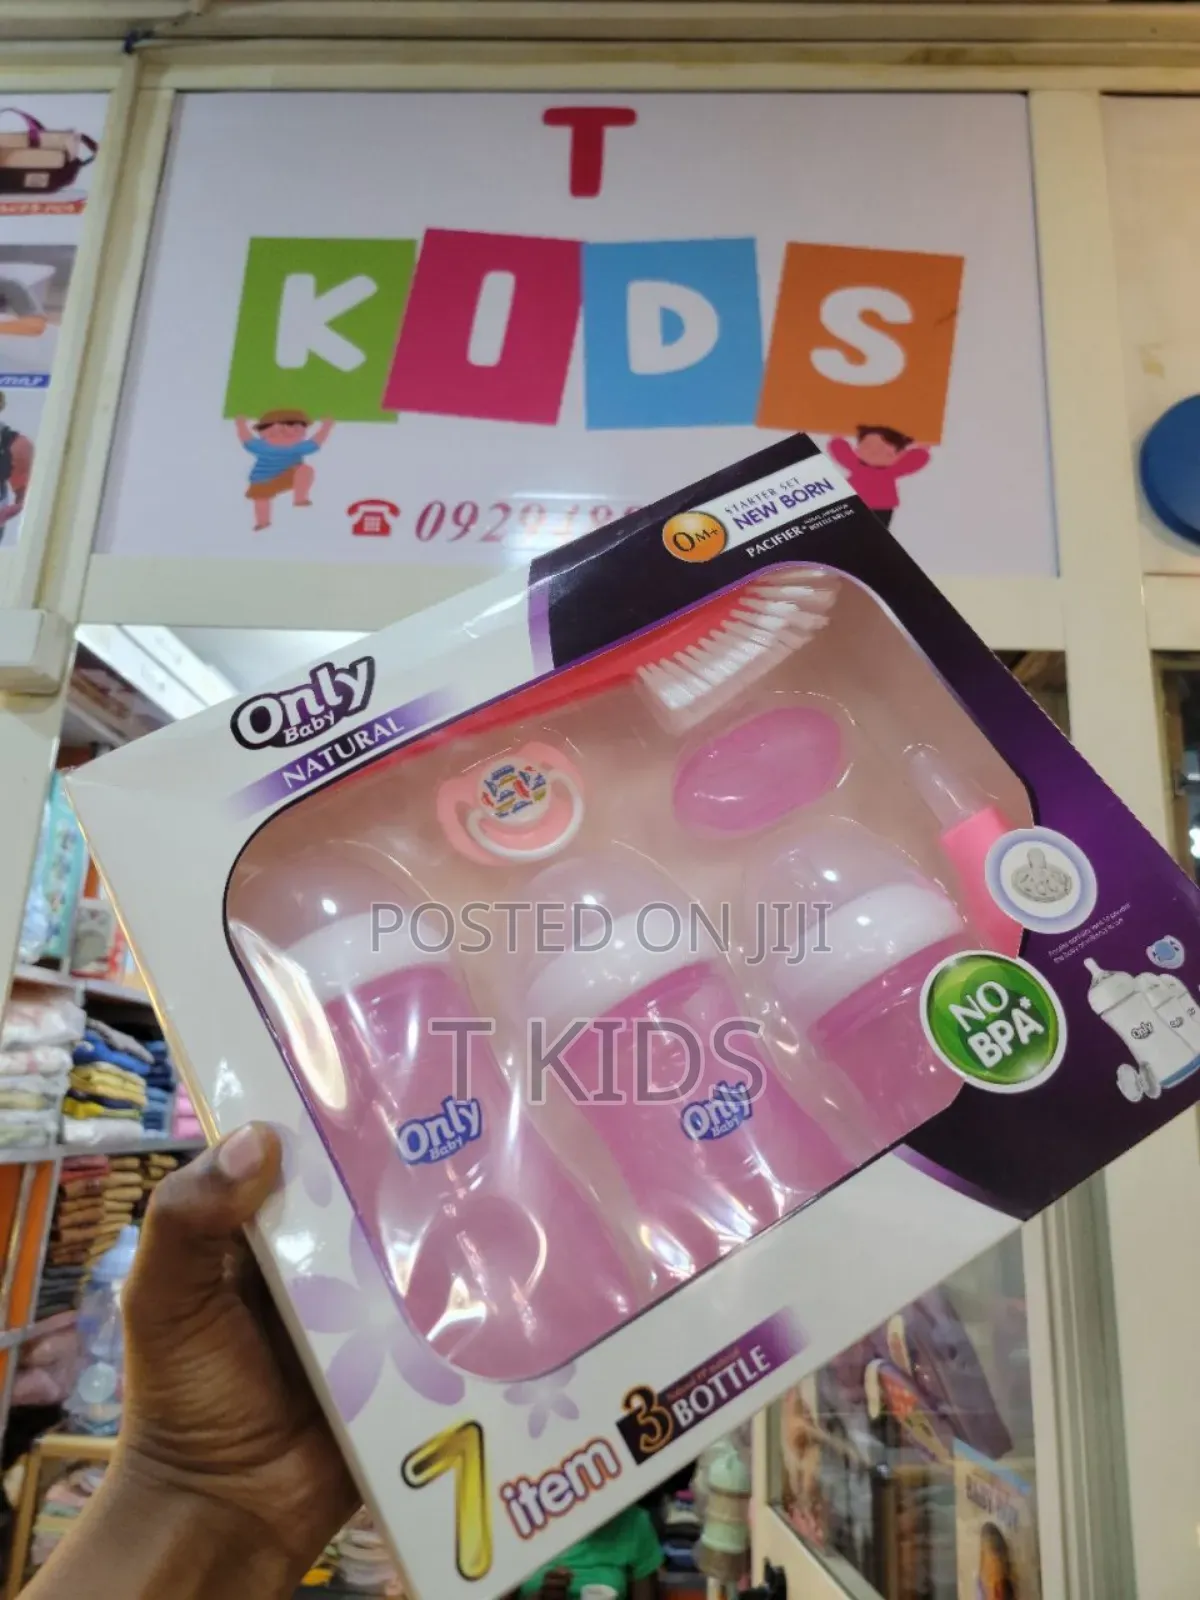 T
KIDS
STARTER SET
0M+
NEW BORN
PACIFIER*
Only
Baby
NATURAL
POSTED ON JIJI
T KIDS
NO
BPA*
Only
Baby
Only
Baby
Only
7 item
3
BOTTLE